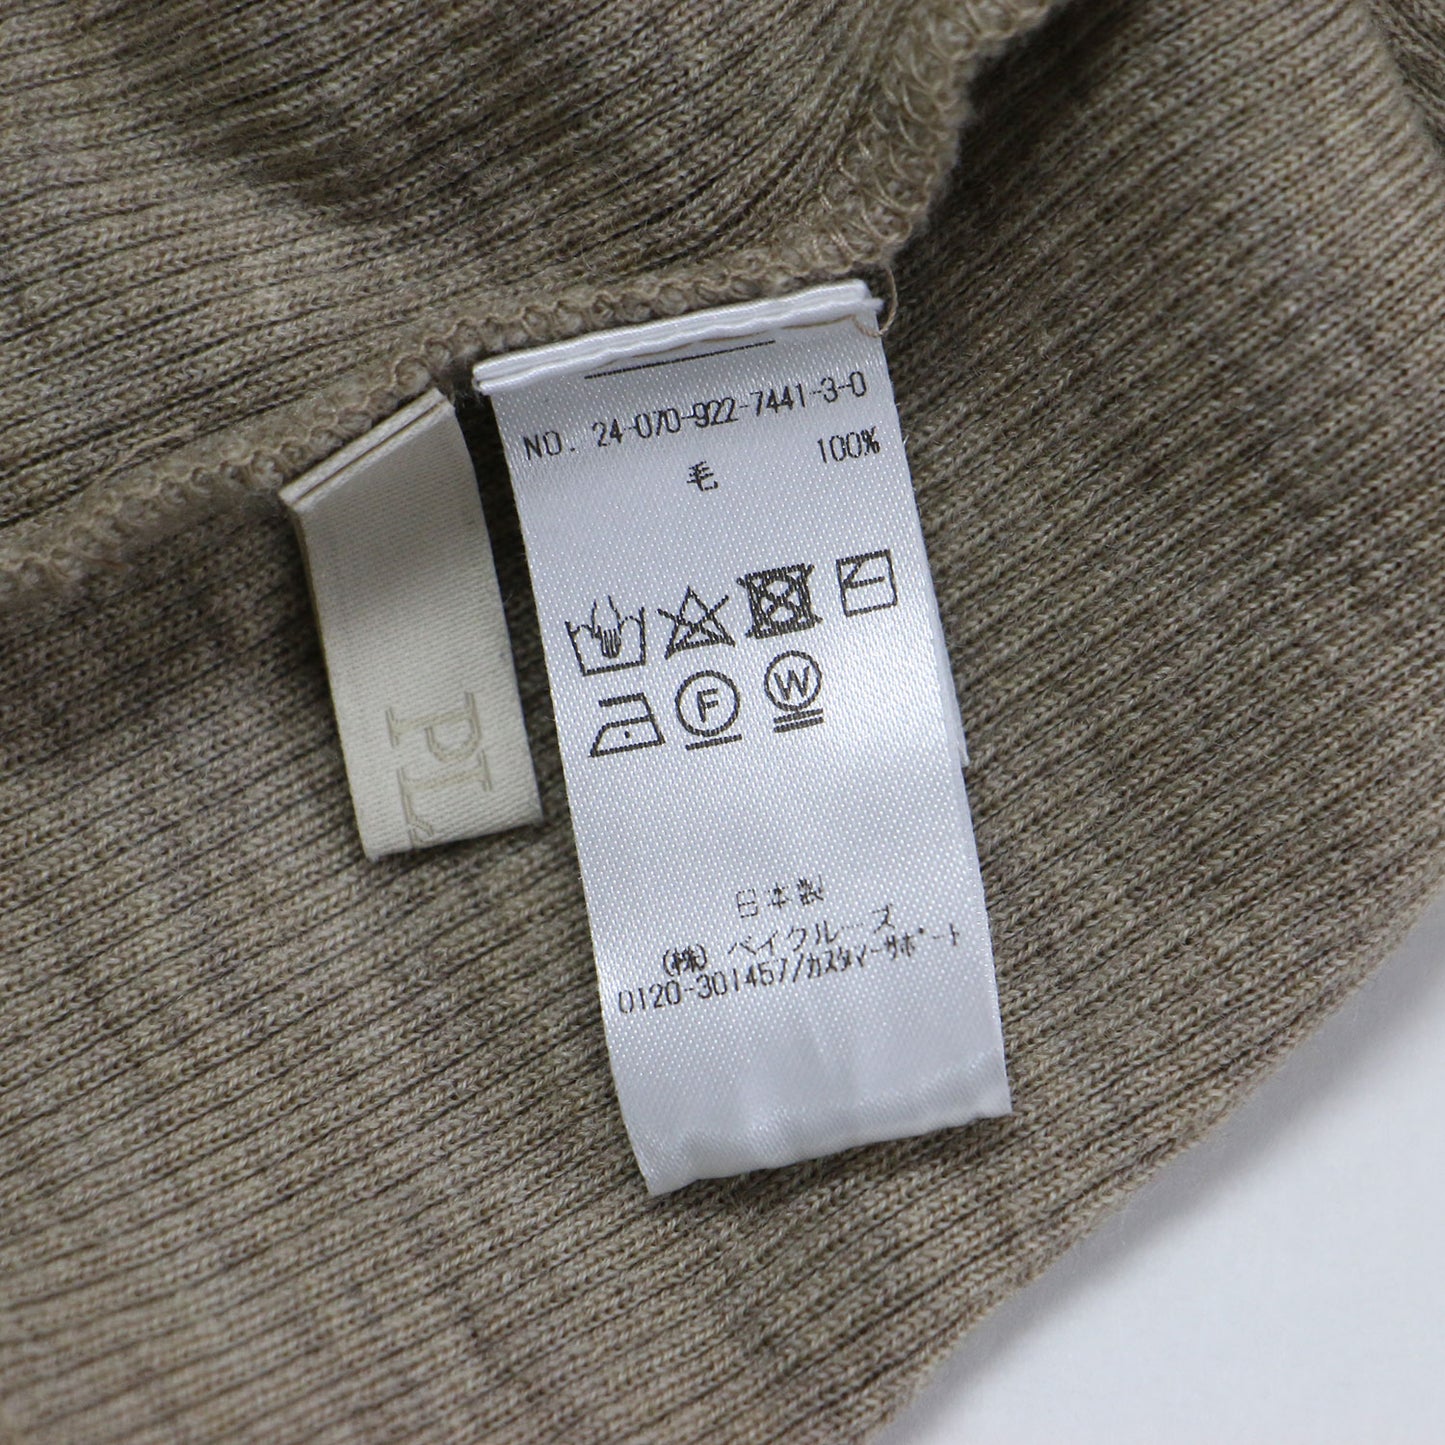 NO. 24-070-922-7441-3-0
毛 100%
F W
日本製
(株) ベイクルーズ
0120-301457/カスタマーサポート
PLA